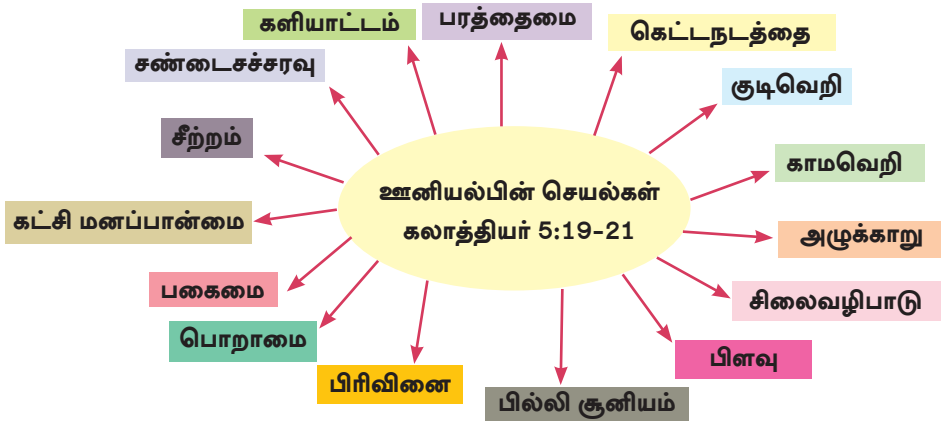 களியாட்டம்
பரத்தைமை
கெட்டநடத்தை
சண்டைசச்சரவு
குடிவெறி
சீற்றம்
காமவெறி
ஊனியல்பின் செயல்கள்
கலாத்தியர் 5:19-21
கட்சி மனப்பான்மை
அழுக்காறு
பகைமை
சிலைவழிபாடு
பொறாமை
பிளவு
பிரிவினை
பில்லி சூனியம்